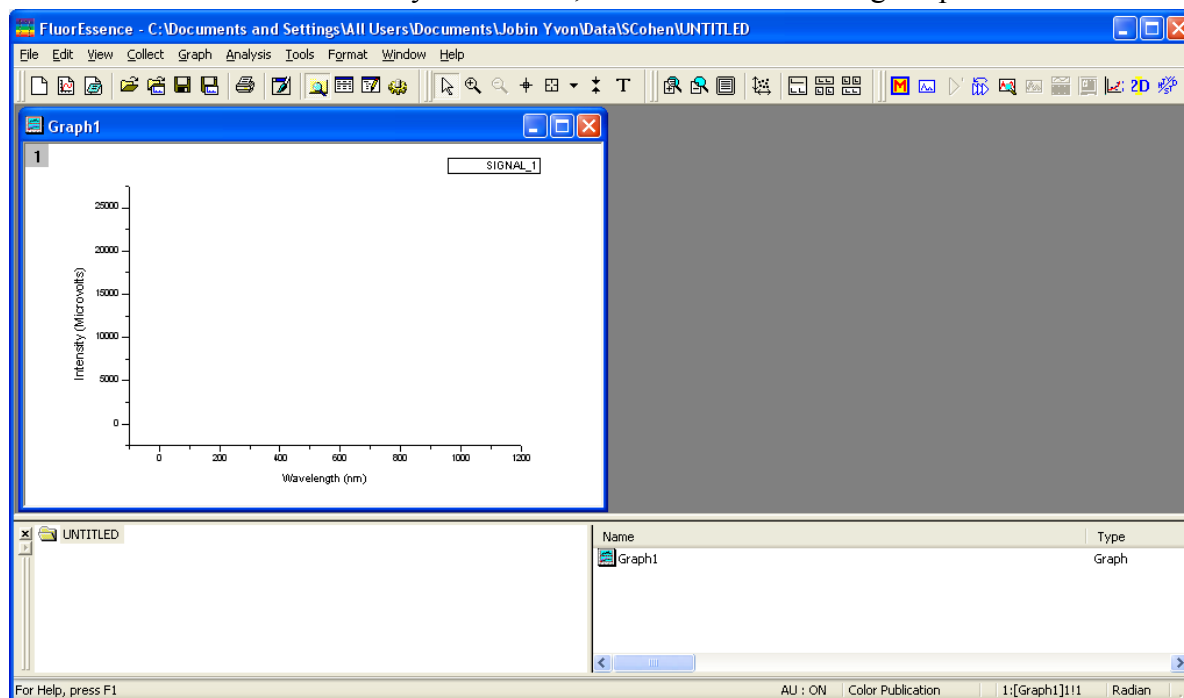 FluorEssence - C:\Documents and Settings\All Users\Documents\Jobin Yvon\Data\SCohen\UNTITLED
File Edit View Collect Graph Analysis Tools Format Window Help
T M 2D
Graph1
1
SIGNAL_1
25000
20000
15000
10000
5000
0
Intensity (Microvolts)
0 200 400 600 800 1000 1200
Wavelength (nm)
UNTITLED
Name Type
Graph1 Graph
For Help, press F1 AU : ON Color Publication 1:[Graph1]1!1 Radian